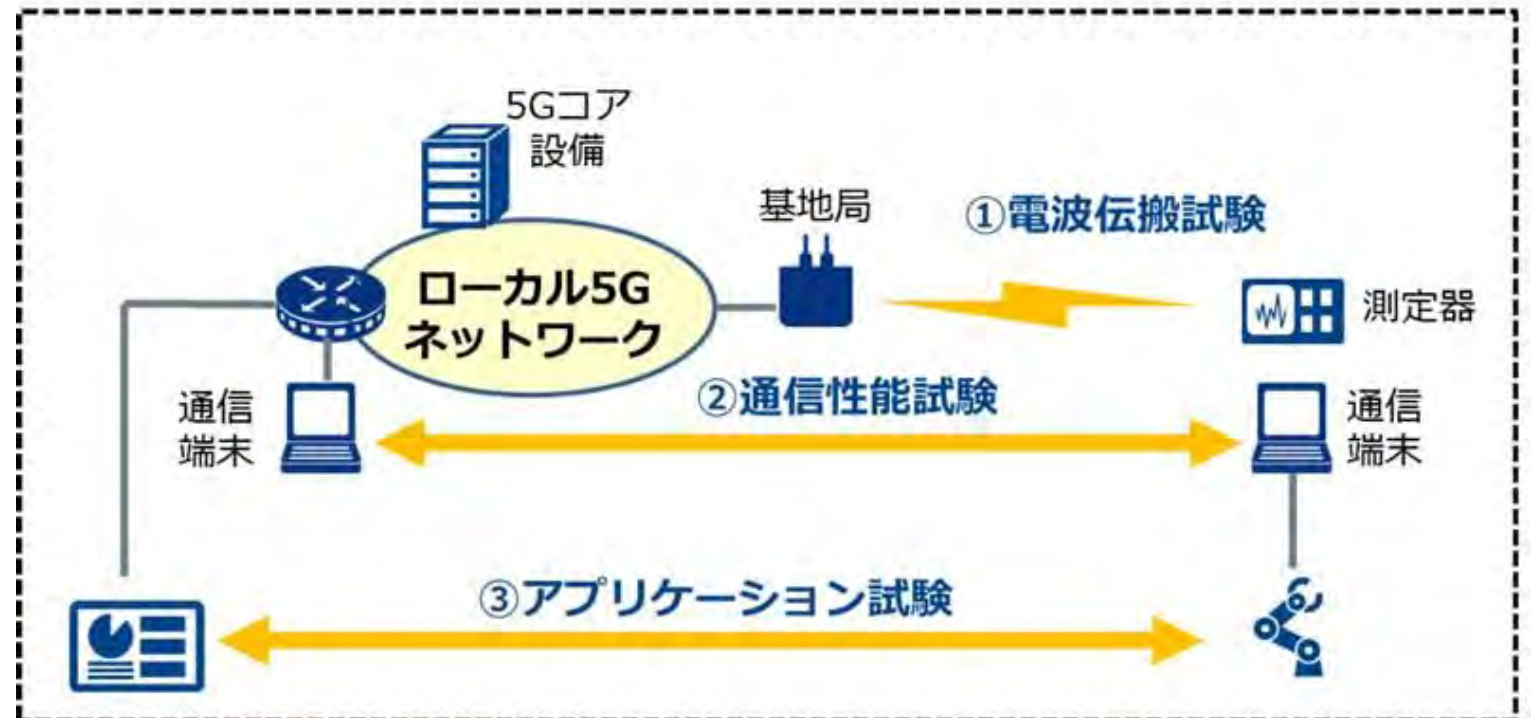 5Gコア
設備
基地局
①電波伝搬試験
ローカル5G
ネットワーク
測定器
②通信性能試験
通信
端末
通信
端末
③アプリケーション試験